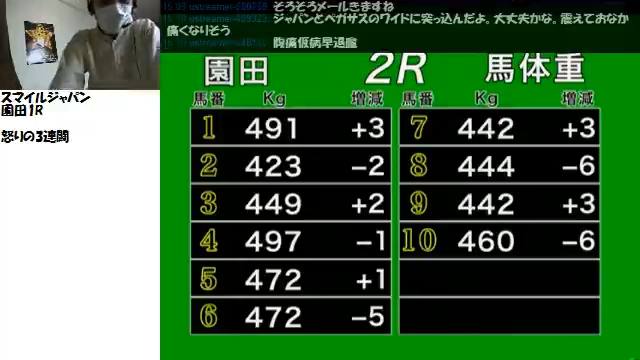 15:09 ustreamer-280768: そろそろメールきますね
ジャパンとペガサスのワイドに突っ込んだよ。大丈夫かな。震えておなか
痛くなりそう
腹痛仮病早退雕
スマイルジャパン
園田1R
怒りの3連闘
園田 2R 馬体重
馬番 Kg 増減 馬番 Kg 増減
1 491 +3 7 442 +3
2 423 -2 8 444 -6
3 449 +2 9 442 +3
4 497 -1 10 460 -6
5 472 +1
6 472 -5